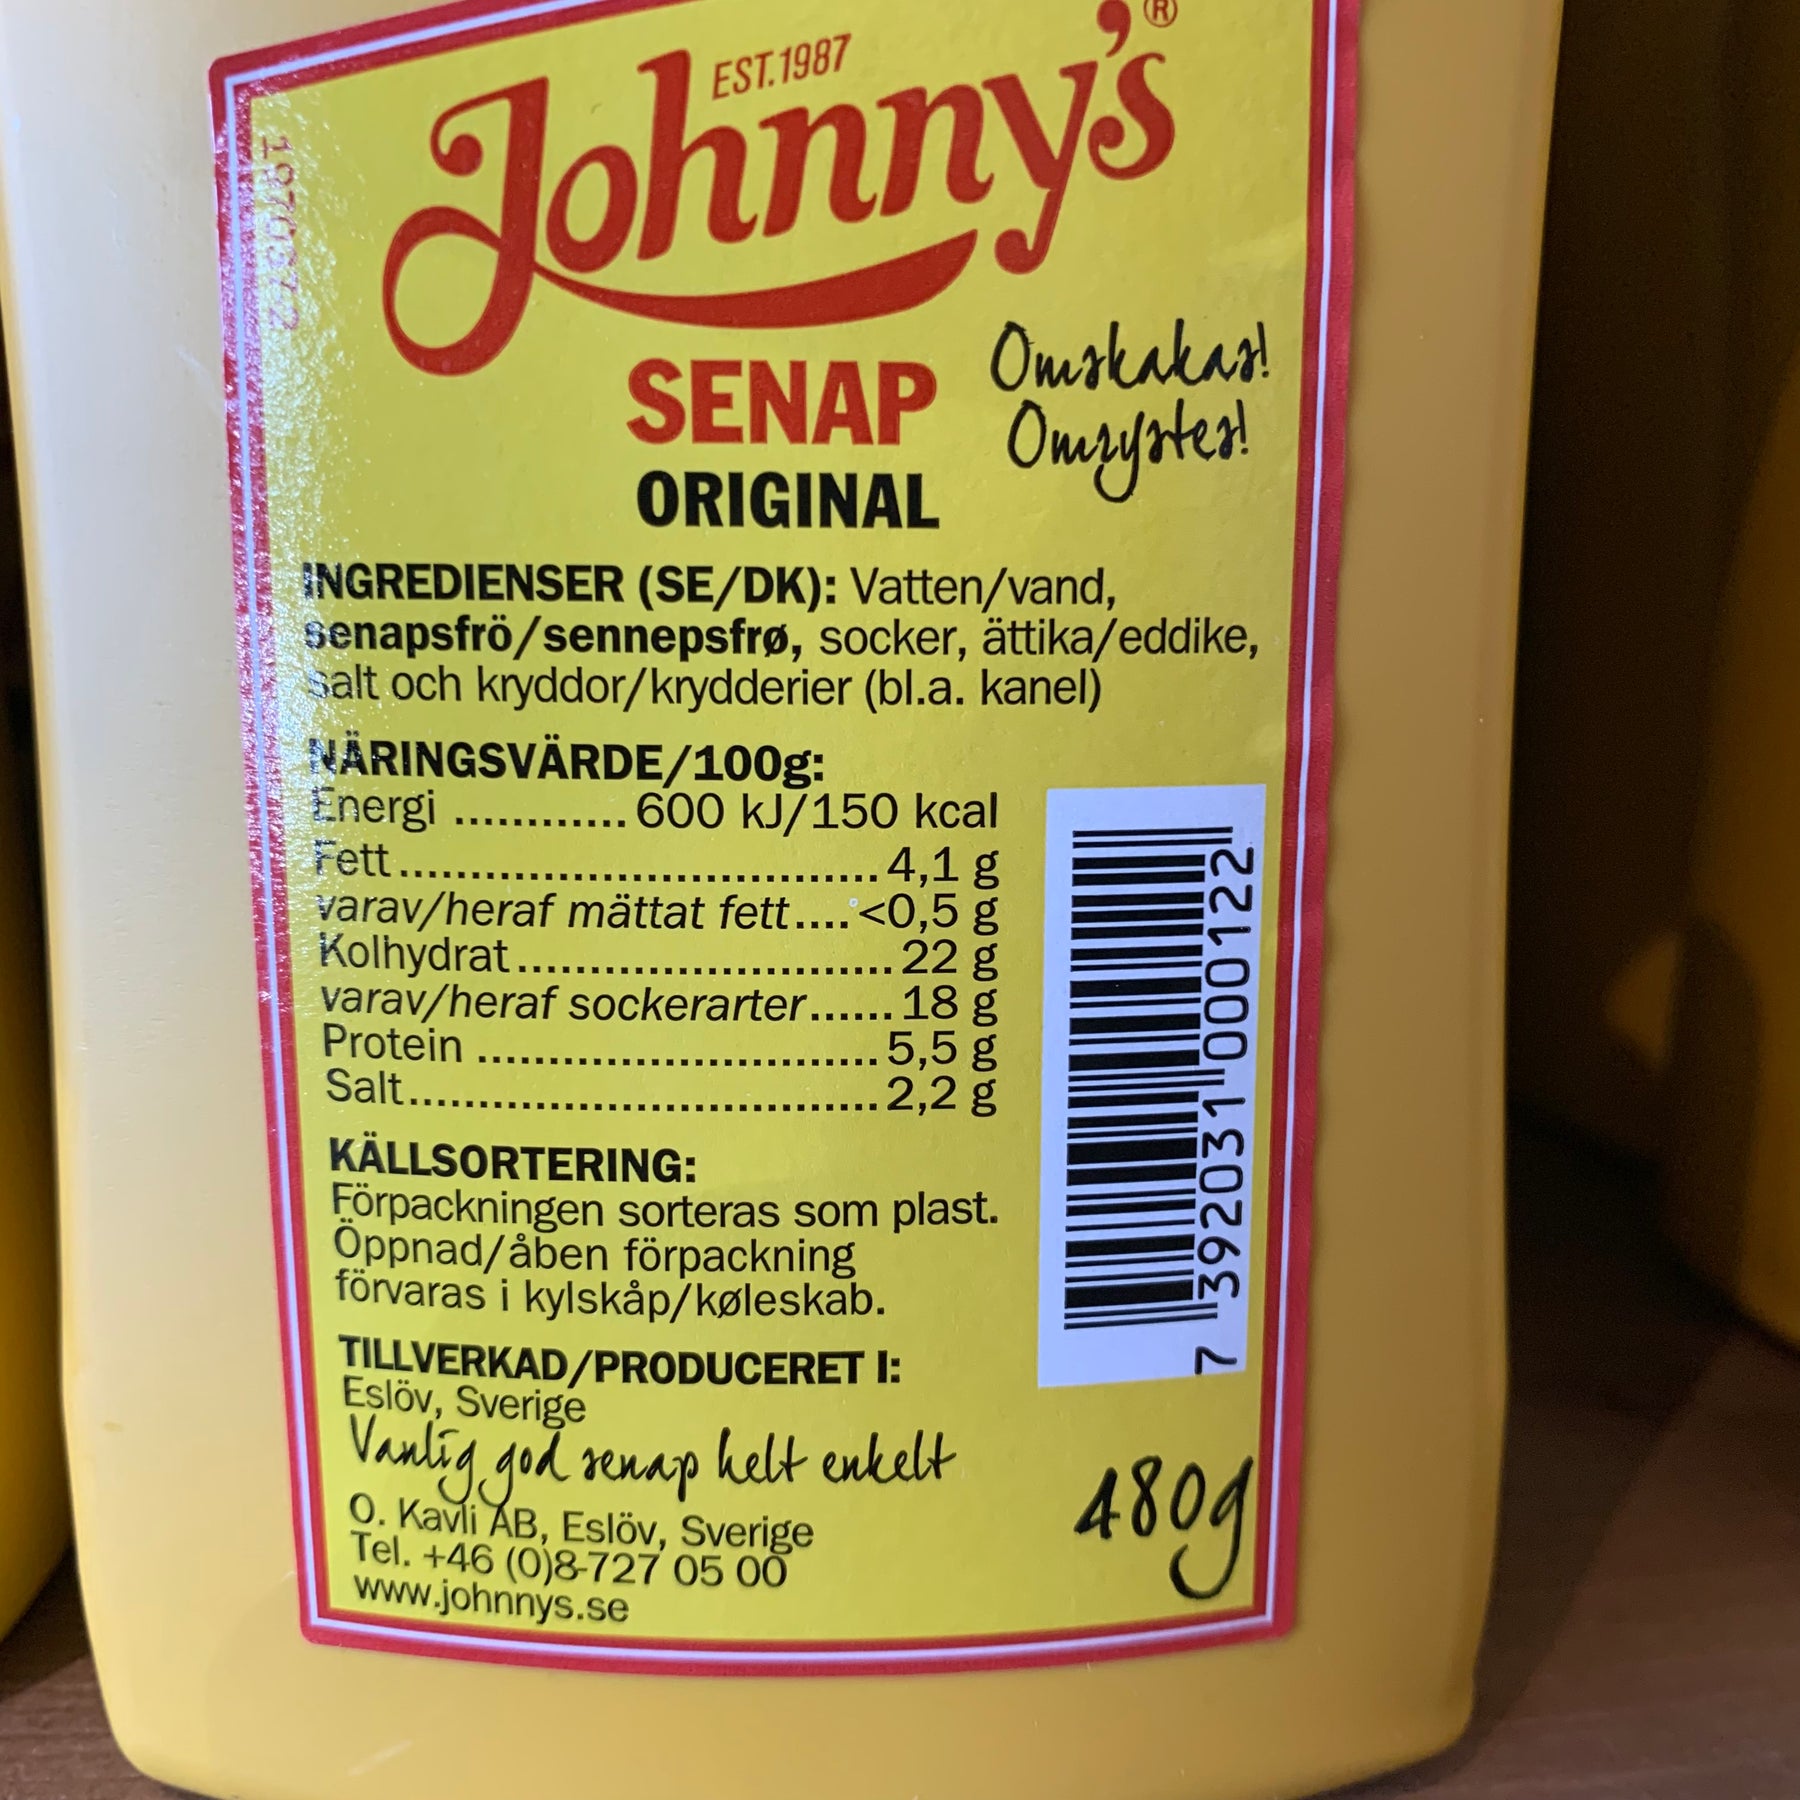 EST.1987
Johnny's®
SENAP
ORIGINAL
Omskakas!
Omrystes!
INGREDIENSER (SE/DK): Vatten/vand,
senapsfrö/sennepsfrø, socker, ättika/eddike,
salt och kryddor/krydderier (bl.a. kanel)
NÄRINGSVÄRDE/100g:
Energi ............ 600 kJ/150 kcal
Fett.................................. 4,1 g
varav/heraf mättat fett....<0,5 g
Kolhydrat.......................... 22 g
varav/heraf sockerarter...... 18 g
Protein ............................ 5,5 g
Salt................................. 2,2 g
KÄLLSORTERING:
Förpackningen sorteras som plast.
Öppnad/åben förpackning
förvaras i kylskåp/køleskab.
TILLVERKAD/PRODUCERET I:
Eslöv, Sverige
Vanlig god senap helt enkelt
O. Kavli AB, Eslöv, Sverige
Tel. +46 (0)8-727 05 00
www.johnnys.se
7 392031 000122
480g